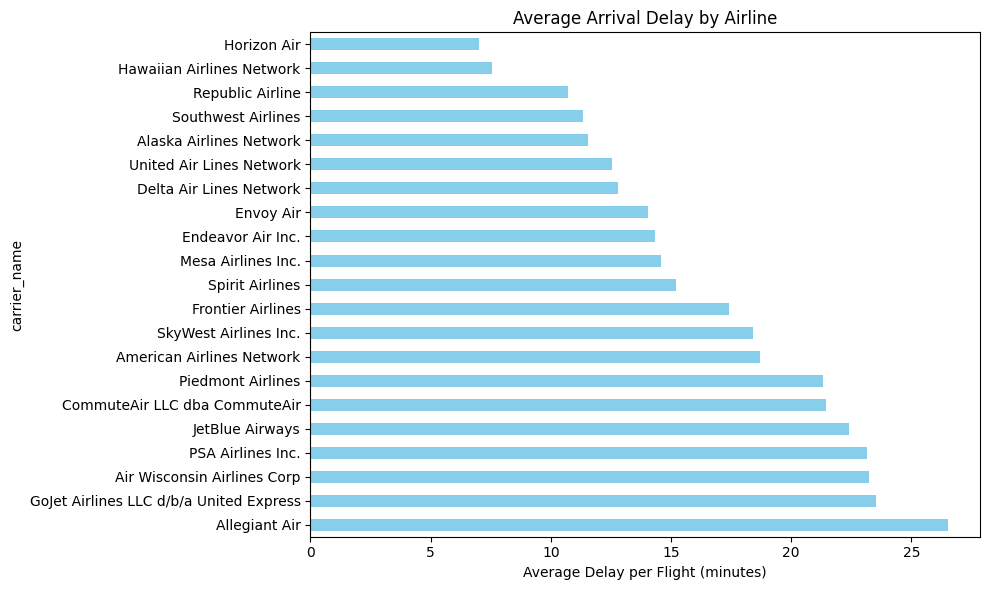 Average Arrival Delay by Airline
Horizon Air
Hawaiian Airlines Network
Republic Airline
Southwest Airlines
Alaska Airlines Network
United Air Lines Network
Delta Air Lines Network
Envoy Air
Endeavor Air Inc.
Mesa Airlines Inc.
Spirit Airlines
Frontier Airlines
SkyWest Airlines Inc.
American Airlines Network
Piedmont Airlines
CommuteAir LLC dba CommuteAir
JetBlue Airways
PSA Airlines Inc.
Air Wisconsin Airlines Corp
GoJet Airlines LLC d/b/a United Express
Allegiant Air
carrier_name
0 5 10 15 20 25
Average Delay per Flight (minutes)